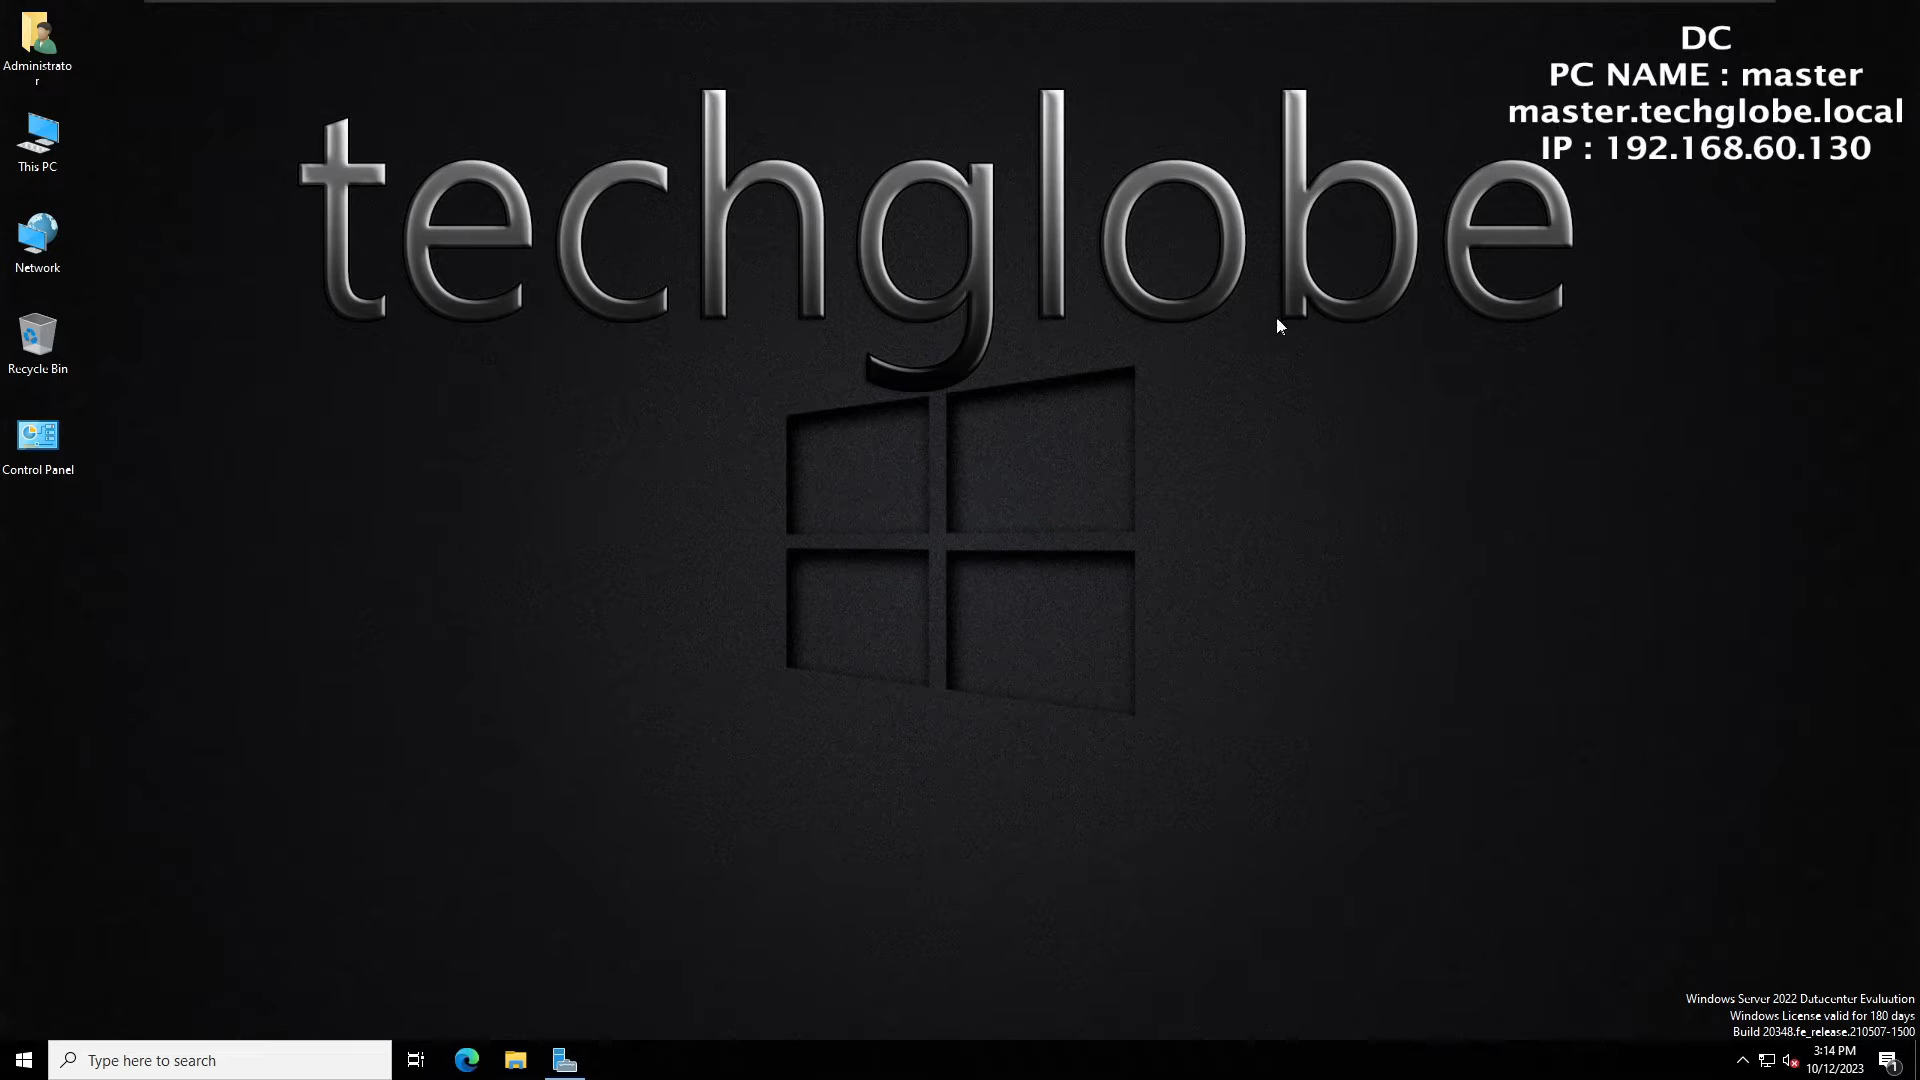 techglobe
DC
PC NAME : master
master.techglobe.local
IP : 192.168.60.130
Administrato
r
This PC
Network
Recycle Bin
Control Panel
Windows Server 2022 Datacenter Evaluation
Windows License valid for 180 days
Build 20348.fe_release.210507-1500
Type here to search
3:14 PM
10/12/2023
1